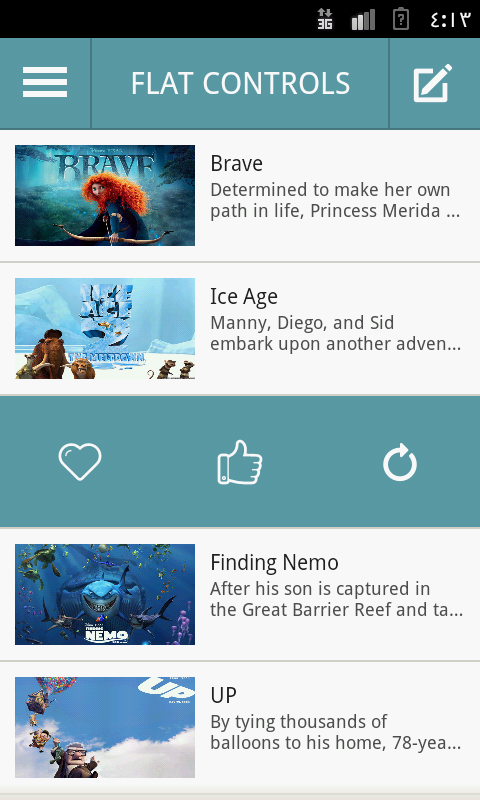 3G
٤:١٣
FLAT CONTROLS
BRAVE
Brave
Determined to make her own
path in life, Princess Merida ...
ICE
AGE
2
THE MELTDOWN
Ice Age
Manny, Diego, and Sid
embark upon another adven...
FINDING
NEMO
Finding Nemo
After his son is captured in
the Great Barrier Reef and ta...
UP
UP
By tying thousands of
balloons to his home, 78-yea...